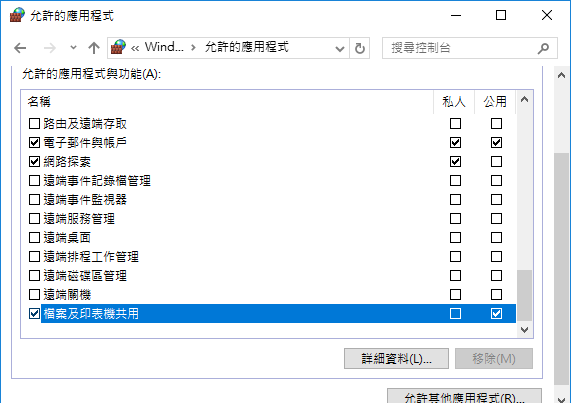 允許的應用程式
« Wind... › 允許的應用程式
搜尋控制台
允許的應用程式與功能(A):
名稱 私人 公用
路由及遠端存取
電子郵件與帳戶
網路探索
遠端事件記錄檔管理
遠端事件監視器
遠端服務管理
遠端桌面
遠端排程工作管理
遠端磁碟區管理
遠端關機
檔案及印表機共用
詳細資料(L)... 移除(M)
允許其他應用程式(R)...